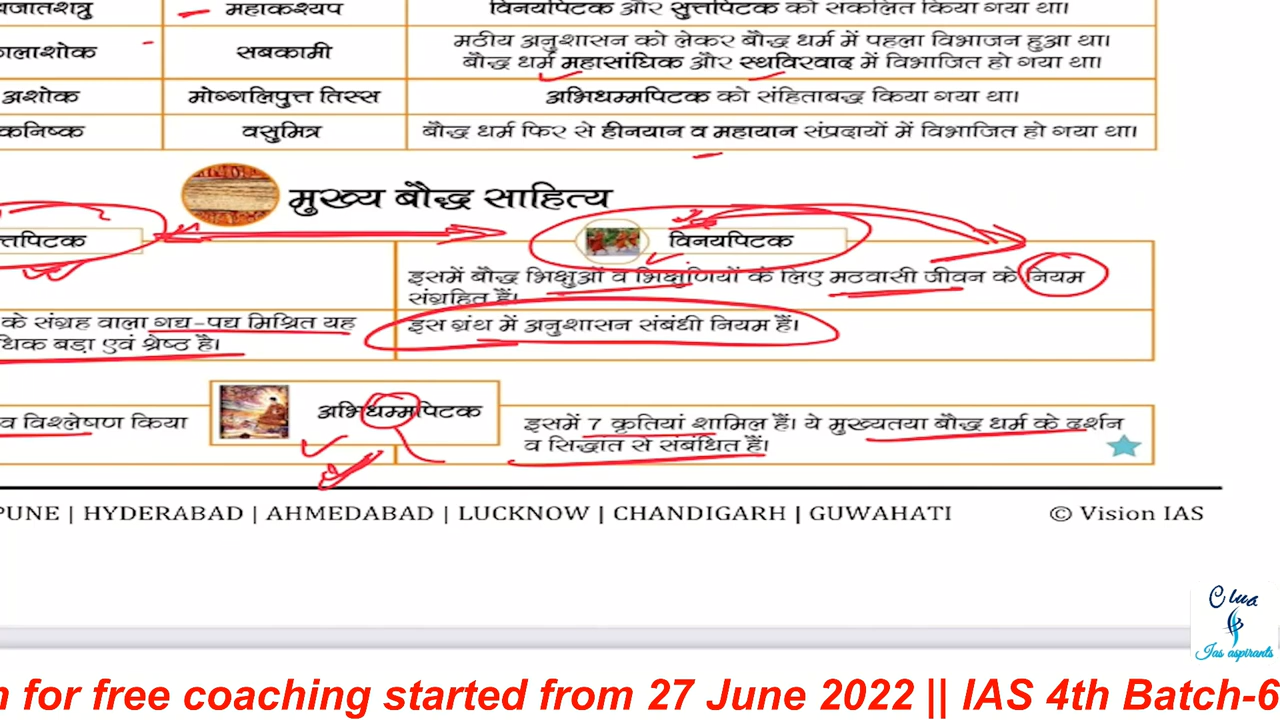 महाकश्यप
विनयपिटक और सुत्तपिटक को संकलित किया गया था।
सबकामी
मठीय अनुशासन को लेकर बौद्ध धर्म में पहला विभाजन हुआ था।
बौद्ध धर्म महासांघिक और स्थविरवाद में विभाजित हो गया था।
अशोक
मोग्गलिपुत्त तिस्स
अभिधम्मपिटक को संहिताबद्ध किया गया था।
कनिष्क
वसुमित्र
बौद्ध धर्म फिर से हीनयान व महायान संप्रदायों में विभाजित हो गया था।
मुख्य बौद्ध साहित्य
विनयपिटक
इसमें बौद्ध भिक्षुओं व भिक्षुणियों के लिए मठवासी जीवन के नियम
संग्रहित हैं।
के संग्रह वाला गद्य-पद्य मिश्रित यह
बड़ा एवं श्रेष्ठ है।
इस ग्रंथ में अनुशासन संबंधी नियम हैं।
व विश्लेषण किया
अभिधम्मपिटक
इसमें 7 कृतियां शामिल हैं। ये मुख्यतया बौद्ध धर्म के दर्शन
व सिद्धांत से संबंधित हैं।
PUNE | HYDERABAD | AHMEDABAD | LUCKNOW | CHANDIGARH | GUWAHATI
© Vision IAS
Ias aspirants
for free coaching started from 27 June 2022 || IAS 4th Batch-6